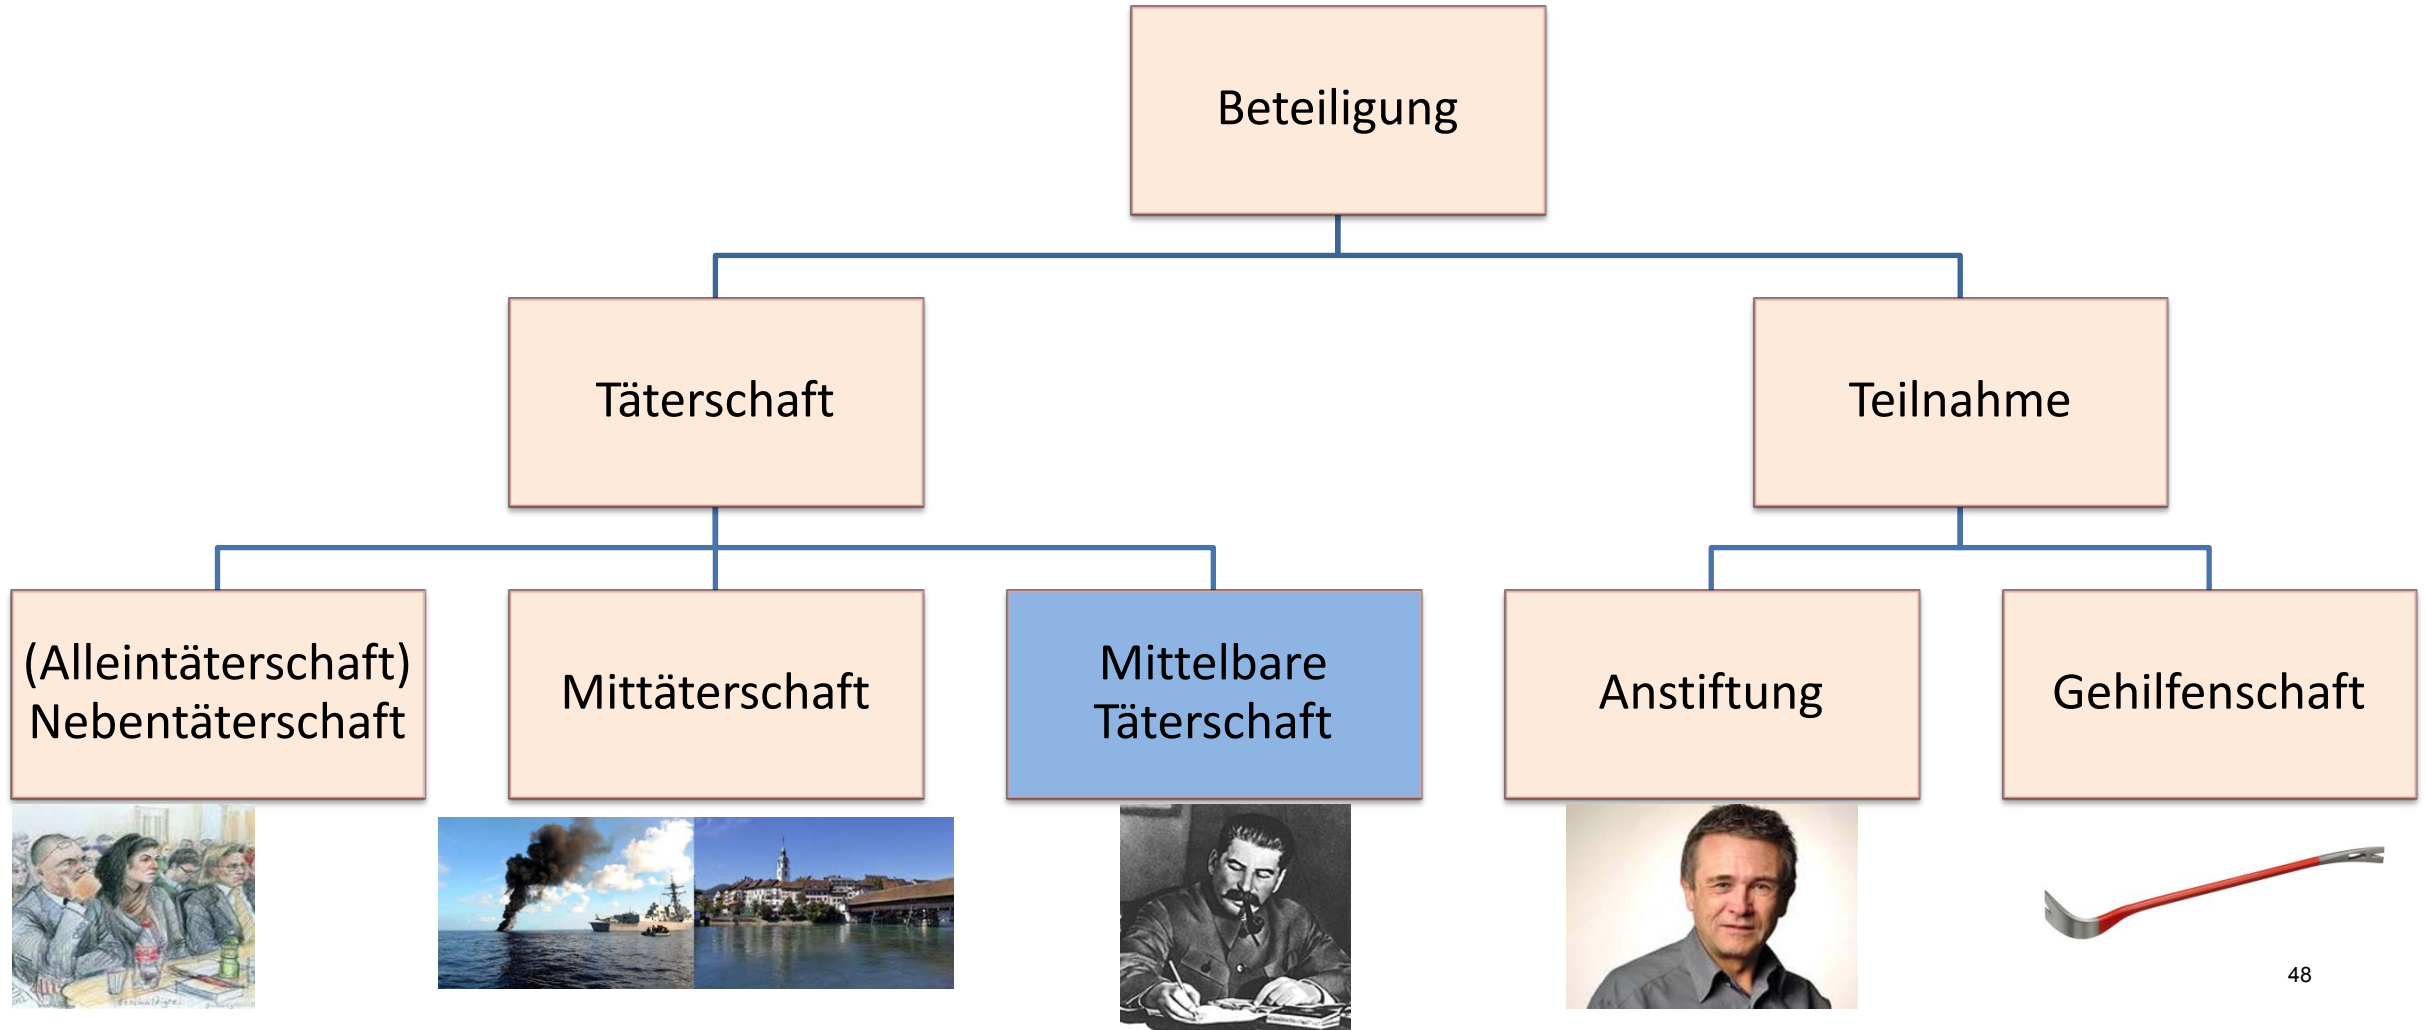 Beteiligung
Täterschaft
Teilnahme
(Alleintäterschaft)
Nebentäterschaft
Mittäterschaft
Mittelbare
Täterschaft
Anstiftung
Gehilfenschaft
48